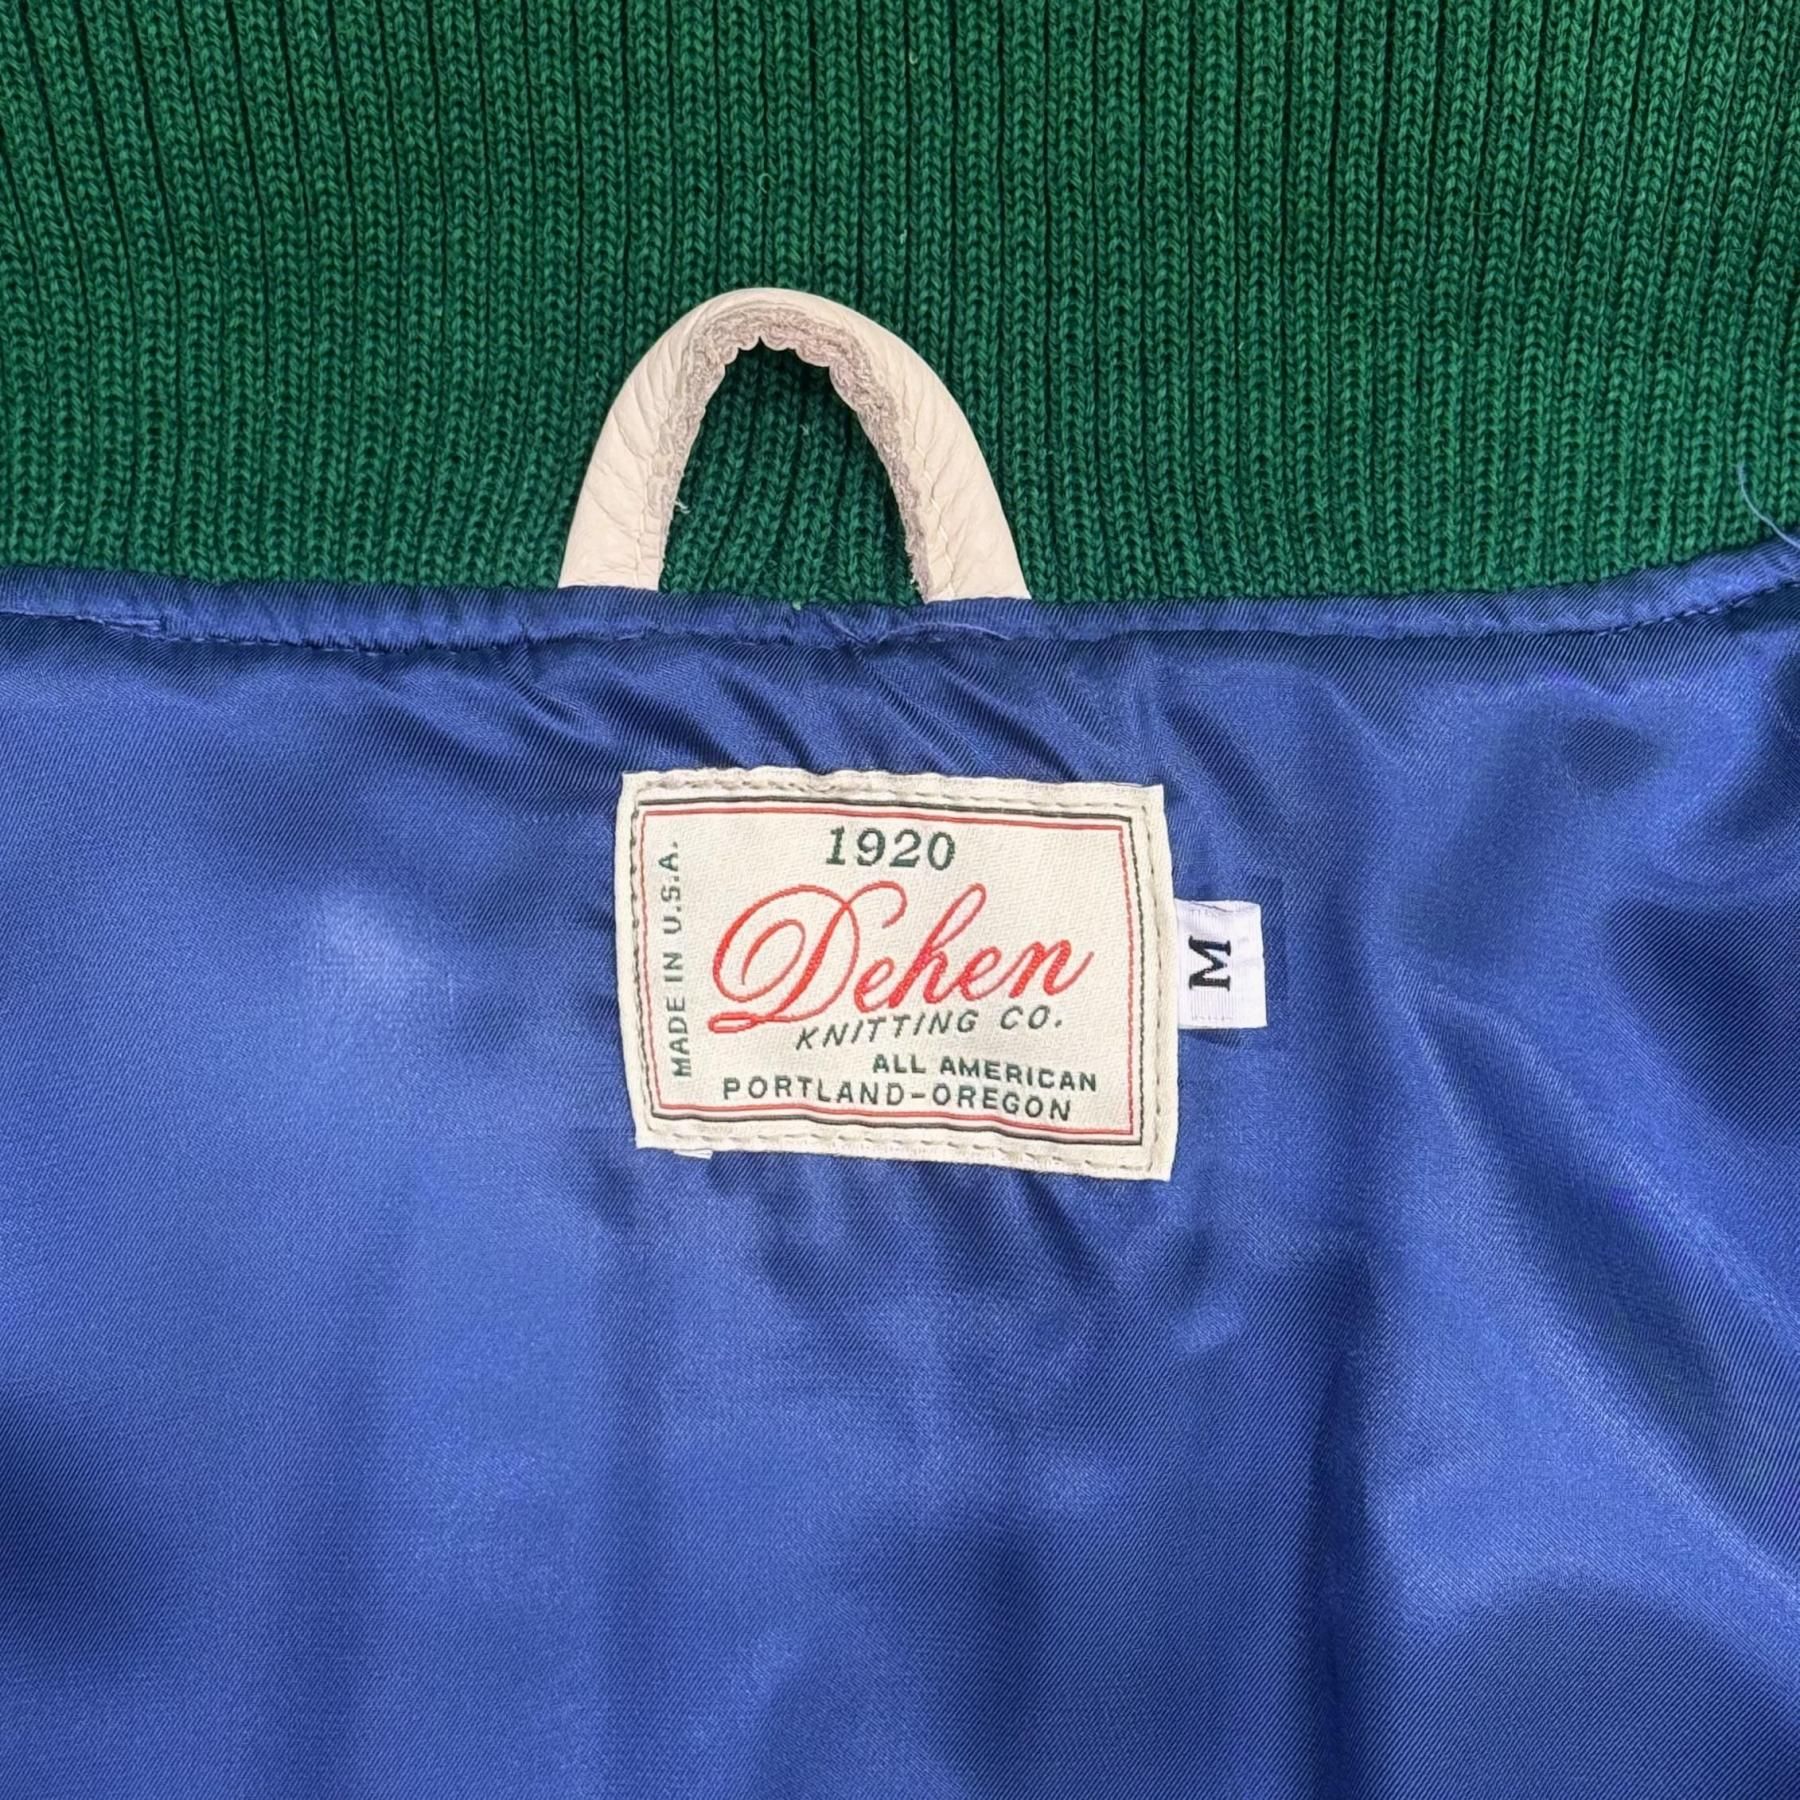 1920
MADE IN U.S.A.
Dehen
KNITTING CO.
ALL AMERICAN
PORTLAND-OREGON
M